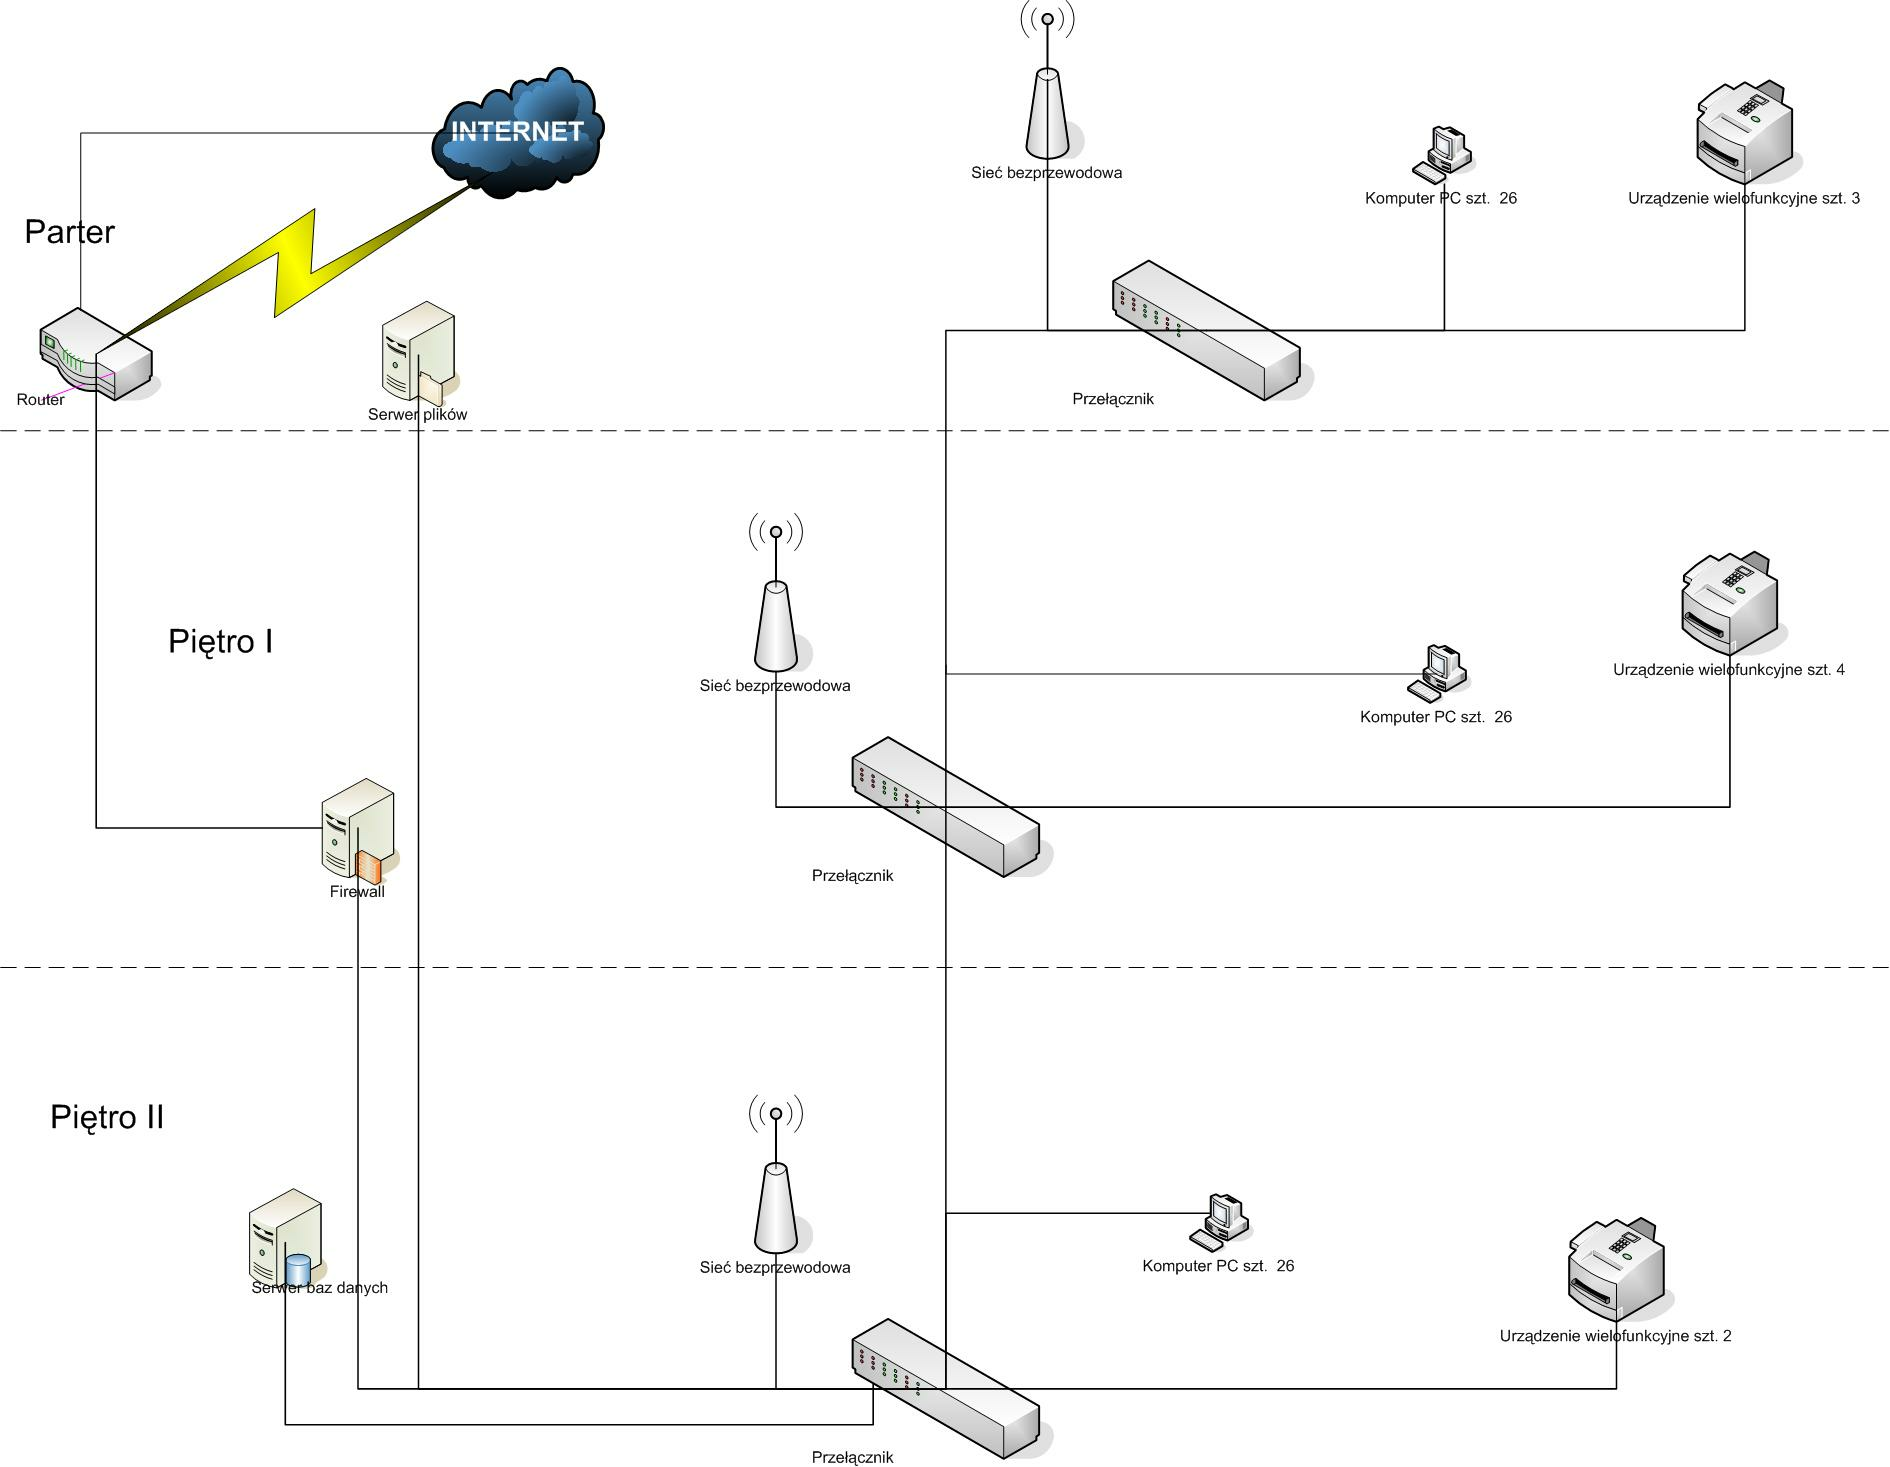 INTERNET
Sieć bezprzewodowa
Komputer PC szt.  26
Urządzenie wielofunkcyjne szt. 3
Parter
Router
Serwer plików
Przełącznik
Piętro I
Sieć bezprzewodowa
Urządzenie wielofunkcyjne szt. 4
Komputer PC szt.  26
Przełącznik
Firewall
Piętro II
Sieć bezprzewodowa
Komputer PC szt.  26
Serwer baz danych
Urządzenie wielofunkcyjne szt. 2
Przełącznik